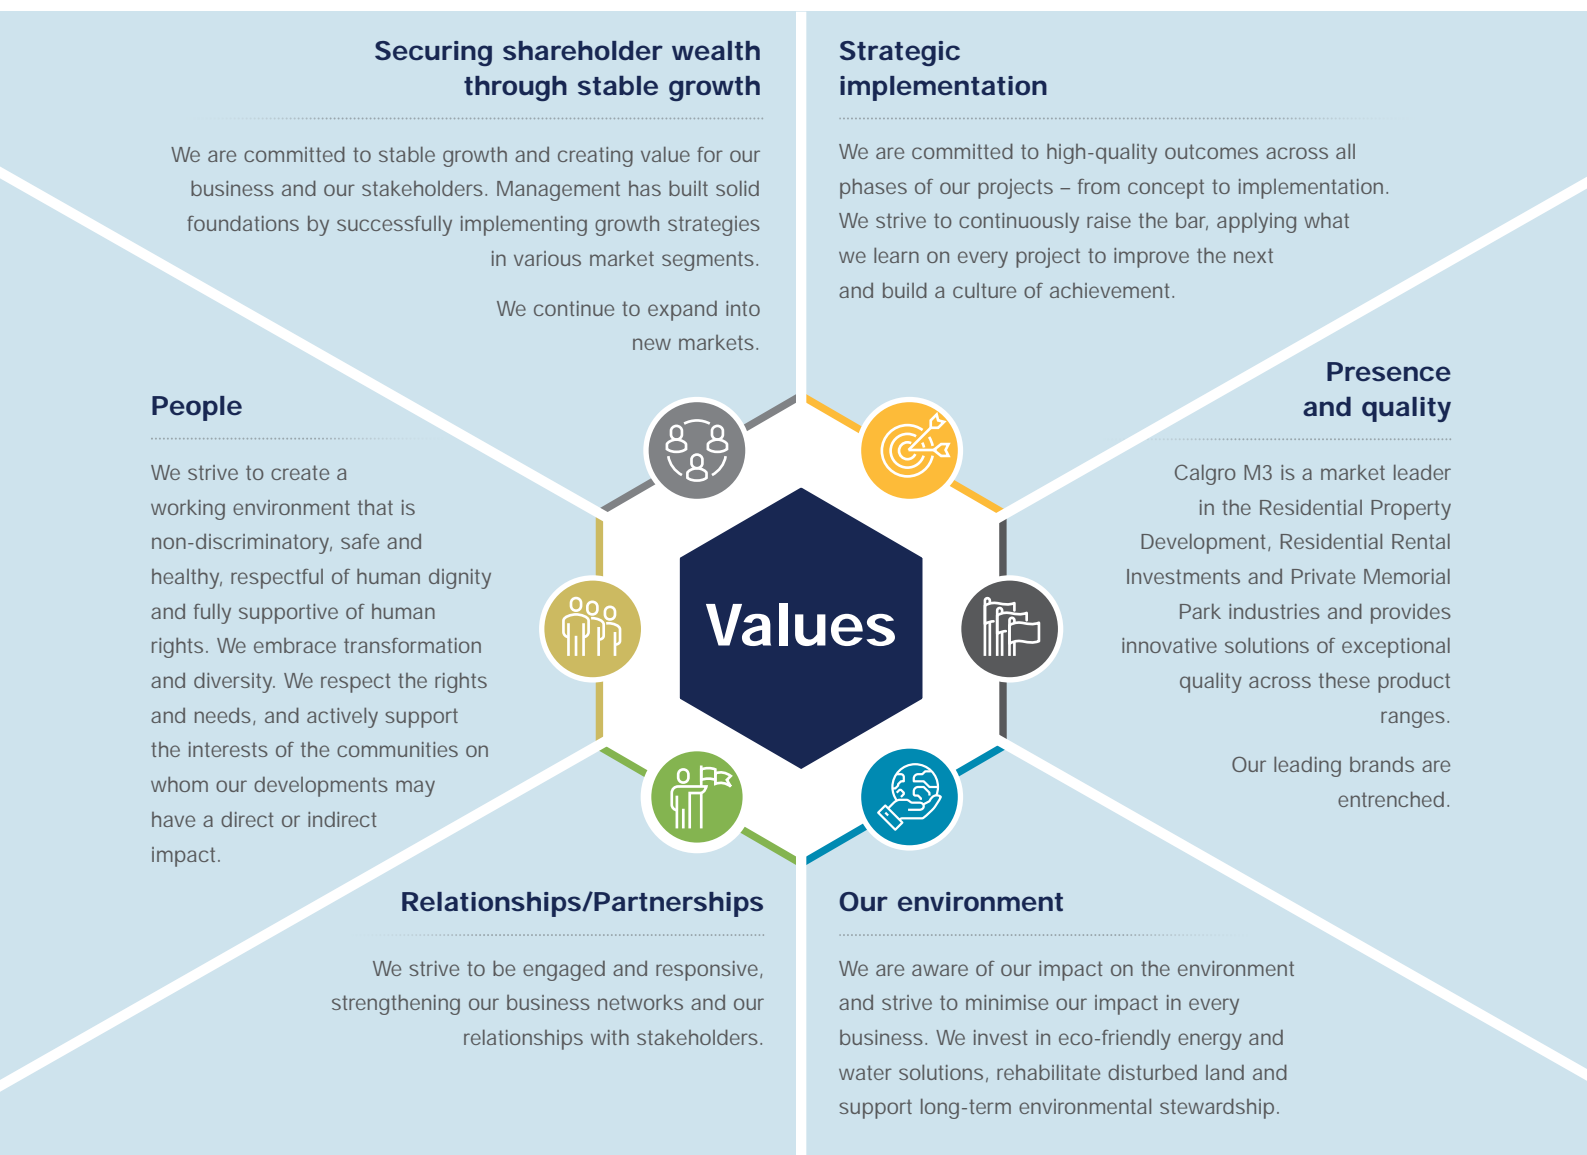 Securing shareholder wealth
through stable growth
We are committed to stable growth and creating value for our
business and our stakeholders. Management has built solid
foundations by successfully implementing growth strategies
in various market segments.
We continue to expand into
new markets.
Strategic
implementation
We are committed to high-quality outcomes across all
phases of our projects – from concept to implementation.
We strive to continuously raise the bar, applying what
we learn on every project to improve the next
and build a culture of achievement.
People
We strive to create a
working environment that is
non-discriminatory, safe and
healthy, respectful of human dignity
and fully supportive of human
rights. We embrace transformation
and diversity. We respect the rights
and needs, and actively support
the interests of the communities on
whom our developments may
have a direct or indirect
impact.
Values
Presence
and quality
Calgro M3 is a market leader
in the Residential Property
Development, Residential Rental
Investments and Private Memorial
Park industries and provides
innovative solutions of exceptional
quality across these product
ranges.
Our leading brands are
entrenched.
Relationships/Partnerships
We strive to be engaged and responsive,
strengthening our business networks and our
relationships with stakeholders.
Our environment
We are aware of our impact on the environment
and strive to minimise our impact in every
business. We invest in eco-friendly energy and
water solutions, rehabilitate disturbed land and
support long-term environmental stewardship.